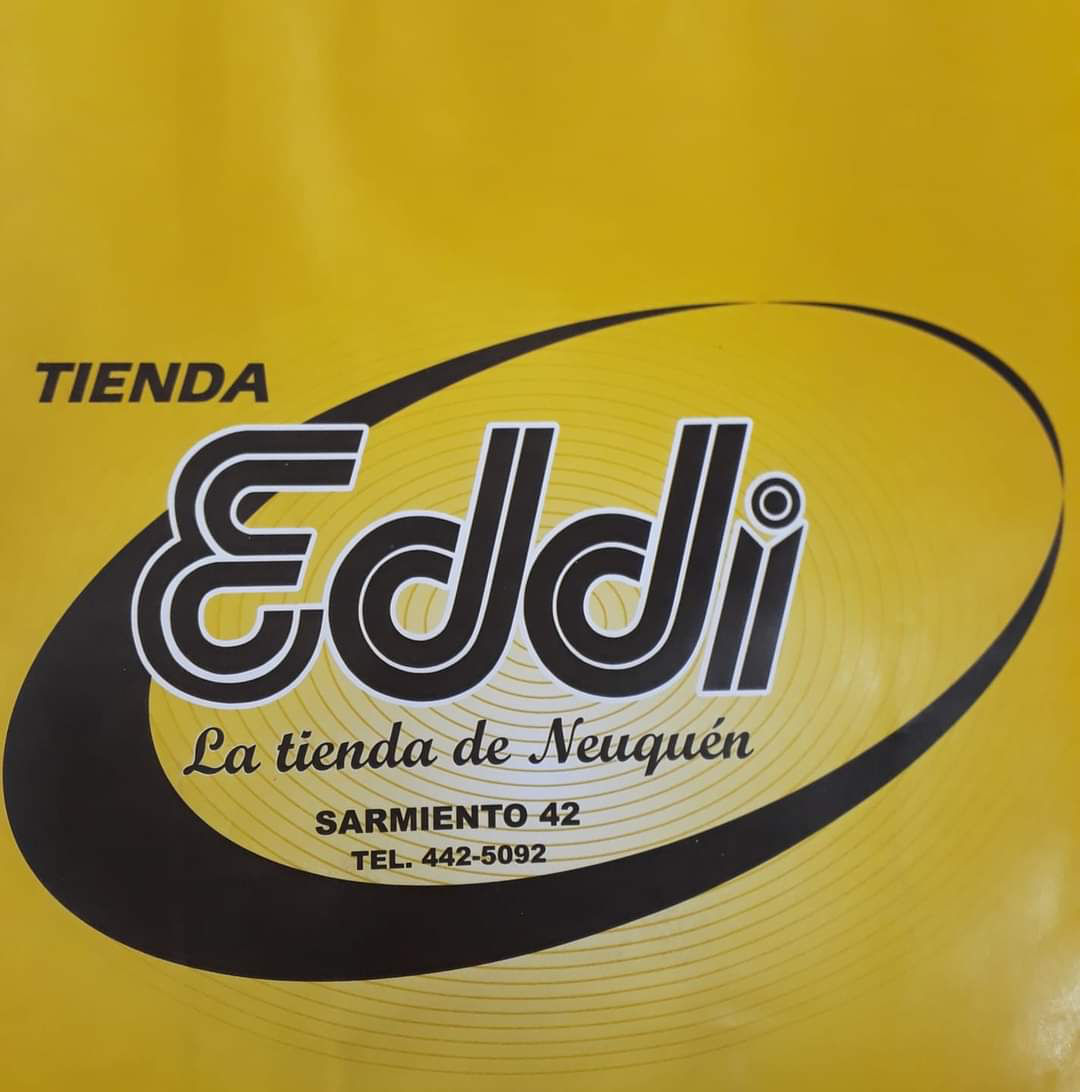 TIENDA
Eddi
La tienda de Neuquén
SARMIENTO 42
TEL. 442-5092